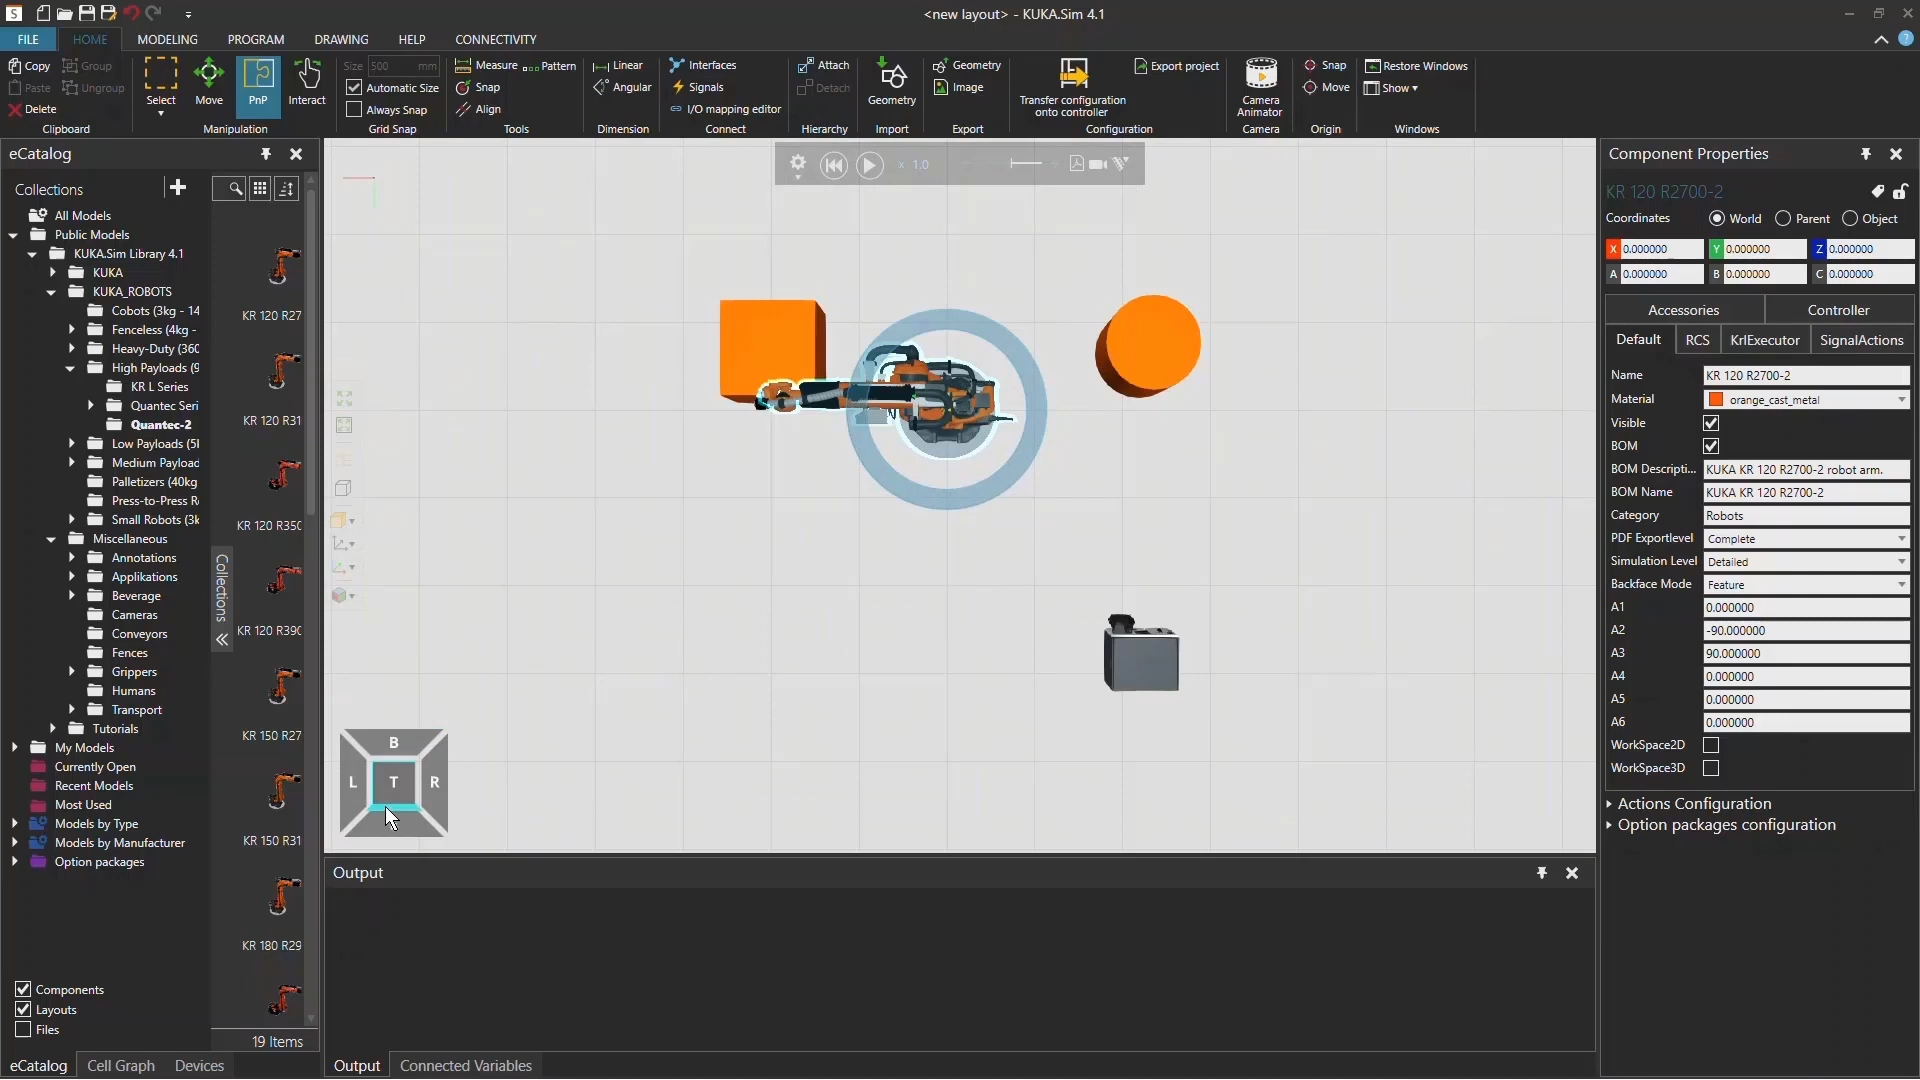 S
<new layout> - KUKA.Sim 4.1
FILE HOME MODELING PROGRAM DRAWING HELP CONNECTIVITY
?
Copy Group
Paste Ungroup
Delete
Clipboard
Select Move PnP Interact
Manipulation
Size 500 mm
Automatic Size
Always Snap
Grid Snap
Measure Pattern
Snap
Align
Tools
Linear
Angular
Dimension
Interfaces
Signals
I/O mapping editor
Connect
Attach
Detach
Hierarchy
Geometry
Import
Geometry
Image
Export
Transfer configuration
onto controller
Export project
Configuration
Camera
Animator
Camera
Snap
Move
Origin
Restore Windows
Show
Windows
eCatalog
Collections
All Models
Public Models
KUKA.Sim Library 4.1
KUKA
KUKA_ROBOTS
Cobots (3kg - 14
Fenceless (4kg -
Heavy-Duty (360
High Payloads (9
KR L Series
Quantec Seri
Quantec-2
Low Payloads (5k
Medium Payload
Palletizers (40kg
Press-to-Press R
Small Robots (3k
Miscellaneous
Annotations
Applikations
Beverage
Cameras
Conveyors
Fences
Grippers
Humans
Transport
Tutorials
My Models
Currently Open
Recent Models
Most Used
Models by Type
Models by Manufacturer
Option packages
Components
Layouts
Files
Collections
KR 120 R27
KR 120 R31
KR 120 R350
KR 120 R390
KR 150 R27
KR 150 R31
KR 180 R29
19 Items
eCatalog Cell Graph Devices
x 1.0
B
L T R
Output
Output Connected Variables
Component Properties
KR 120 R2700-2
Coordinates World Parent Object
X 0.000000 Y 0.000000 Z 0.000000
A 0.000000 B 0.000000 C 0.000000
Accessories Controller
Default RCS KrlExecutor SignalActions
Name KR 120 R2700-2
Material orange_cast_metal
Visible
BOM
BOM Descripti... KUKA KR 120 R2700-2 robot arm.
BOM Name KUKA KR 120 R2700-2
Category Robots
PDF Exportlevel Complete
Simulation Level Detailed
Backface Mode Feature
A1 0.000000
A2 -90.000000
A3 90.000000
A4 0.000000
A5 0.000000
A6 0.000000
WorkSpace2D
WorkSpace3D
Actions Configuration
Option packages configuration